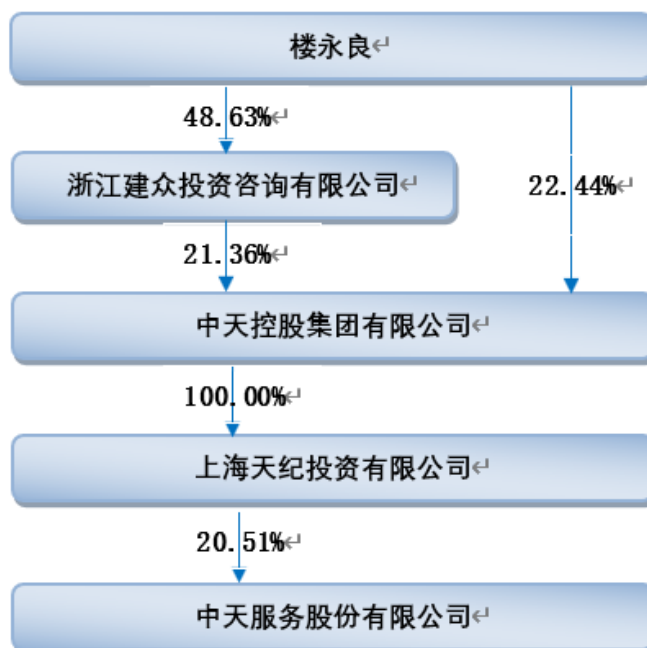 楼永良↵
48.63%↵
浙江建众投资咨询有限公司↵
22.44%↵
21.36%↵
中天控股集团有限公司↵
100.00%↵
上海天纪投资有限公司↵
20.51%↵
中天服务股份有限公司↵